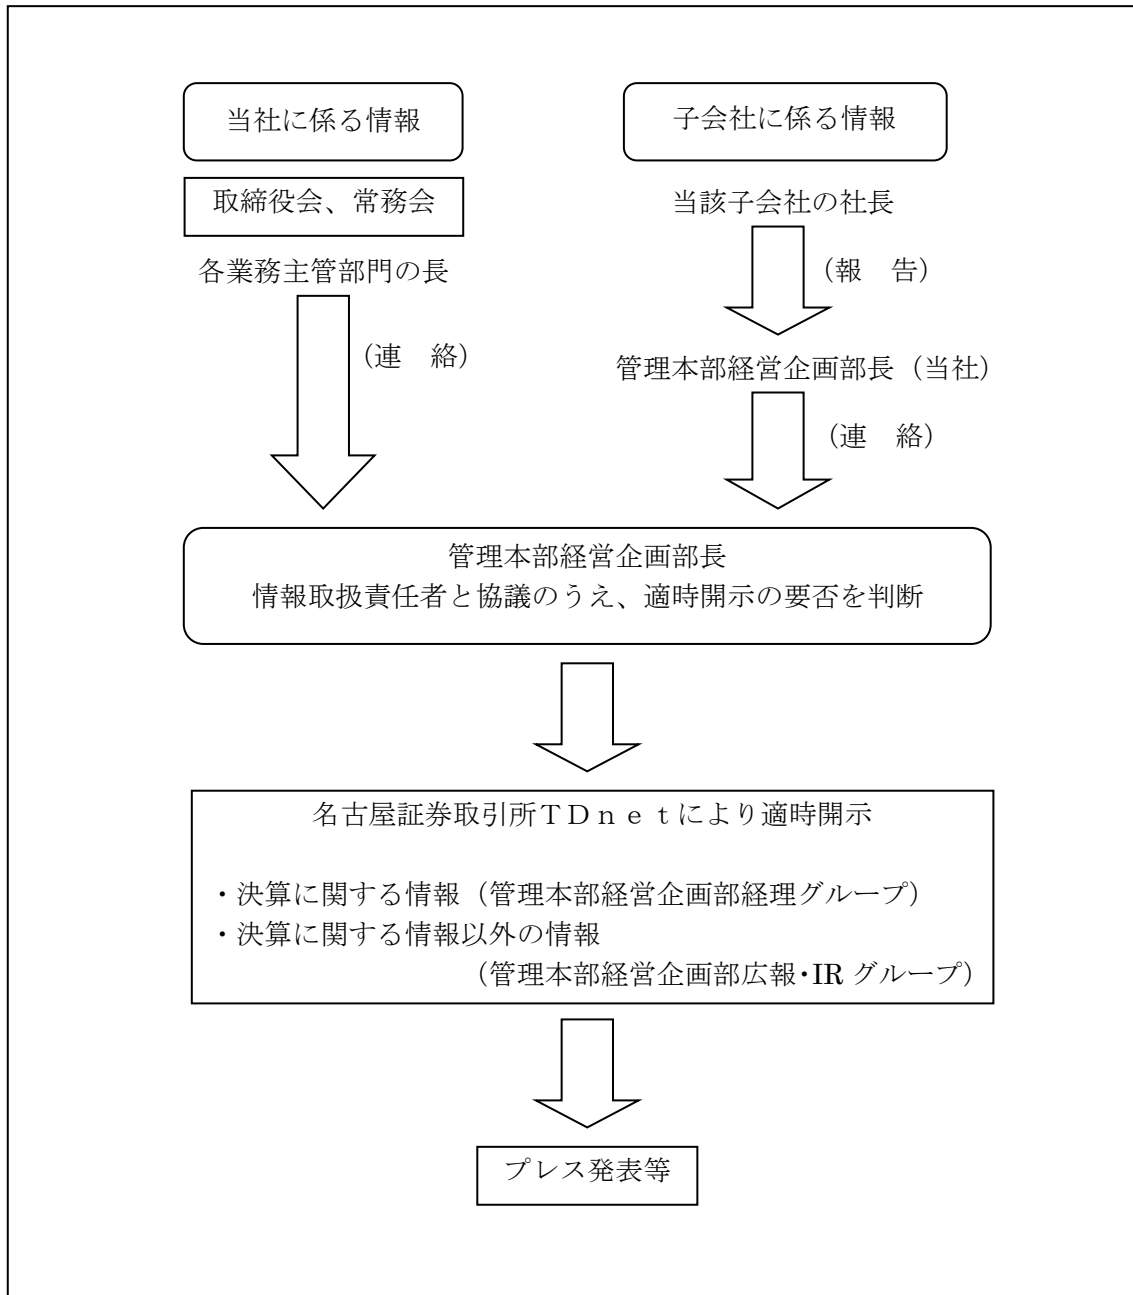 当社に係る情報
子会社に係る情報
取締役会、常務会
当該子会社の社長
各業務主管部門の長
（報　告）
（連　絡）
管理本部経営企画部長（当社）
（連　絡）
管理本部経営企画部長
情報取扱責任者と協議のうえ、適時開示の要否を判断
名古屋証券取引所ＴＤｎｅｔにより適時開示
・決算に関する情報（管理本部経営企画部経理グループ）
・決算に関する情報以外の情報
（管理本部経営企画部広報・IR グループ）
プレス発表等